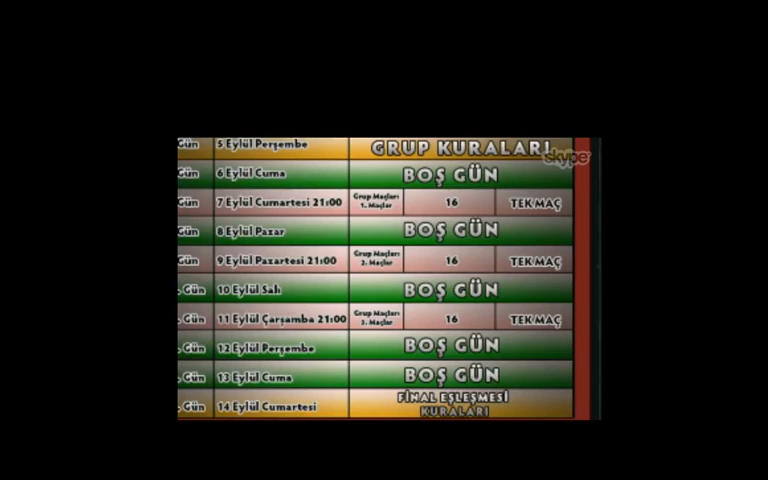 Gün 5 Eylül Perşembe GRUP KURALARI
skype
Gün 6 Eylül Cuma BOŞ GÜN
Gün 7 Eylül Cumartesi 21:00 Grup Maçları 1. Maçlar 16 TEK MAÇ
Gün 8 Eylül Pazar BOŞ GÜN
Gün 9 Eylül Pazartesi 21:00 Grup Maçları 2. Maçlar 16 TEK MAÇ
. Gün 10 Eylül Salı BOŞ GÜN
. Gün 11 Eylül Çarşamba 21:00 Grup Maçları 3. Maçlar 16 TEK MAÇ
. Gün 12 Eylül Perşembe BOŞ GÜN
. Gün 13 Eylül Cuma BOŞ GÜN
. Gün 14 Eylül Cumartesi FİNAL EŞLEŞMESİ
KURALARI